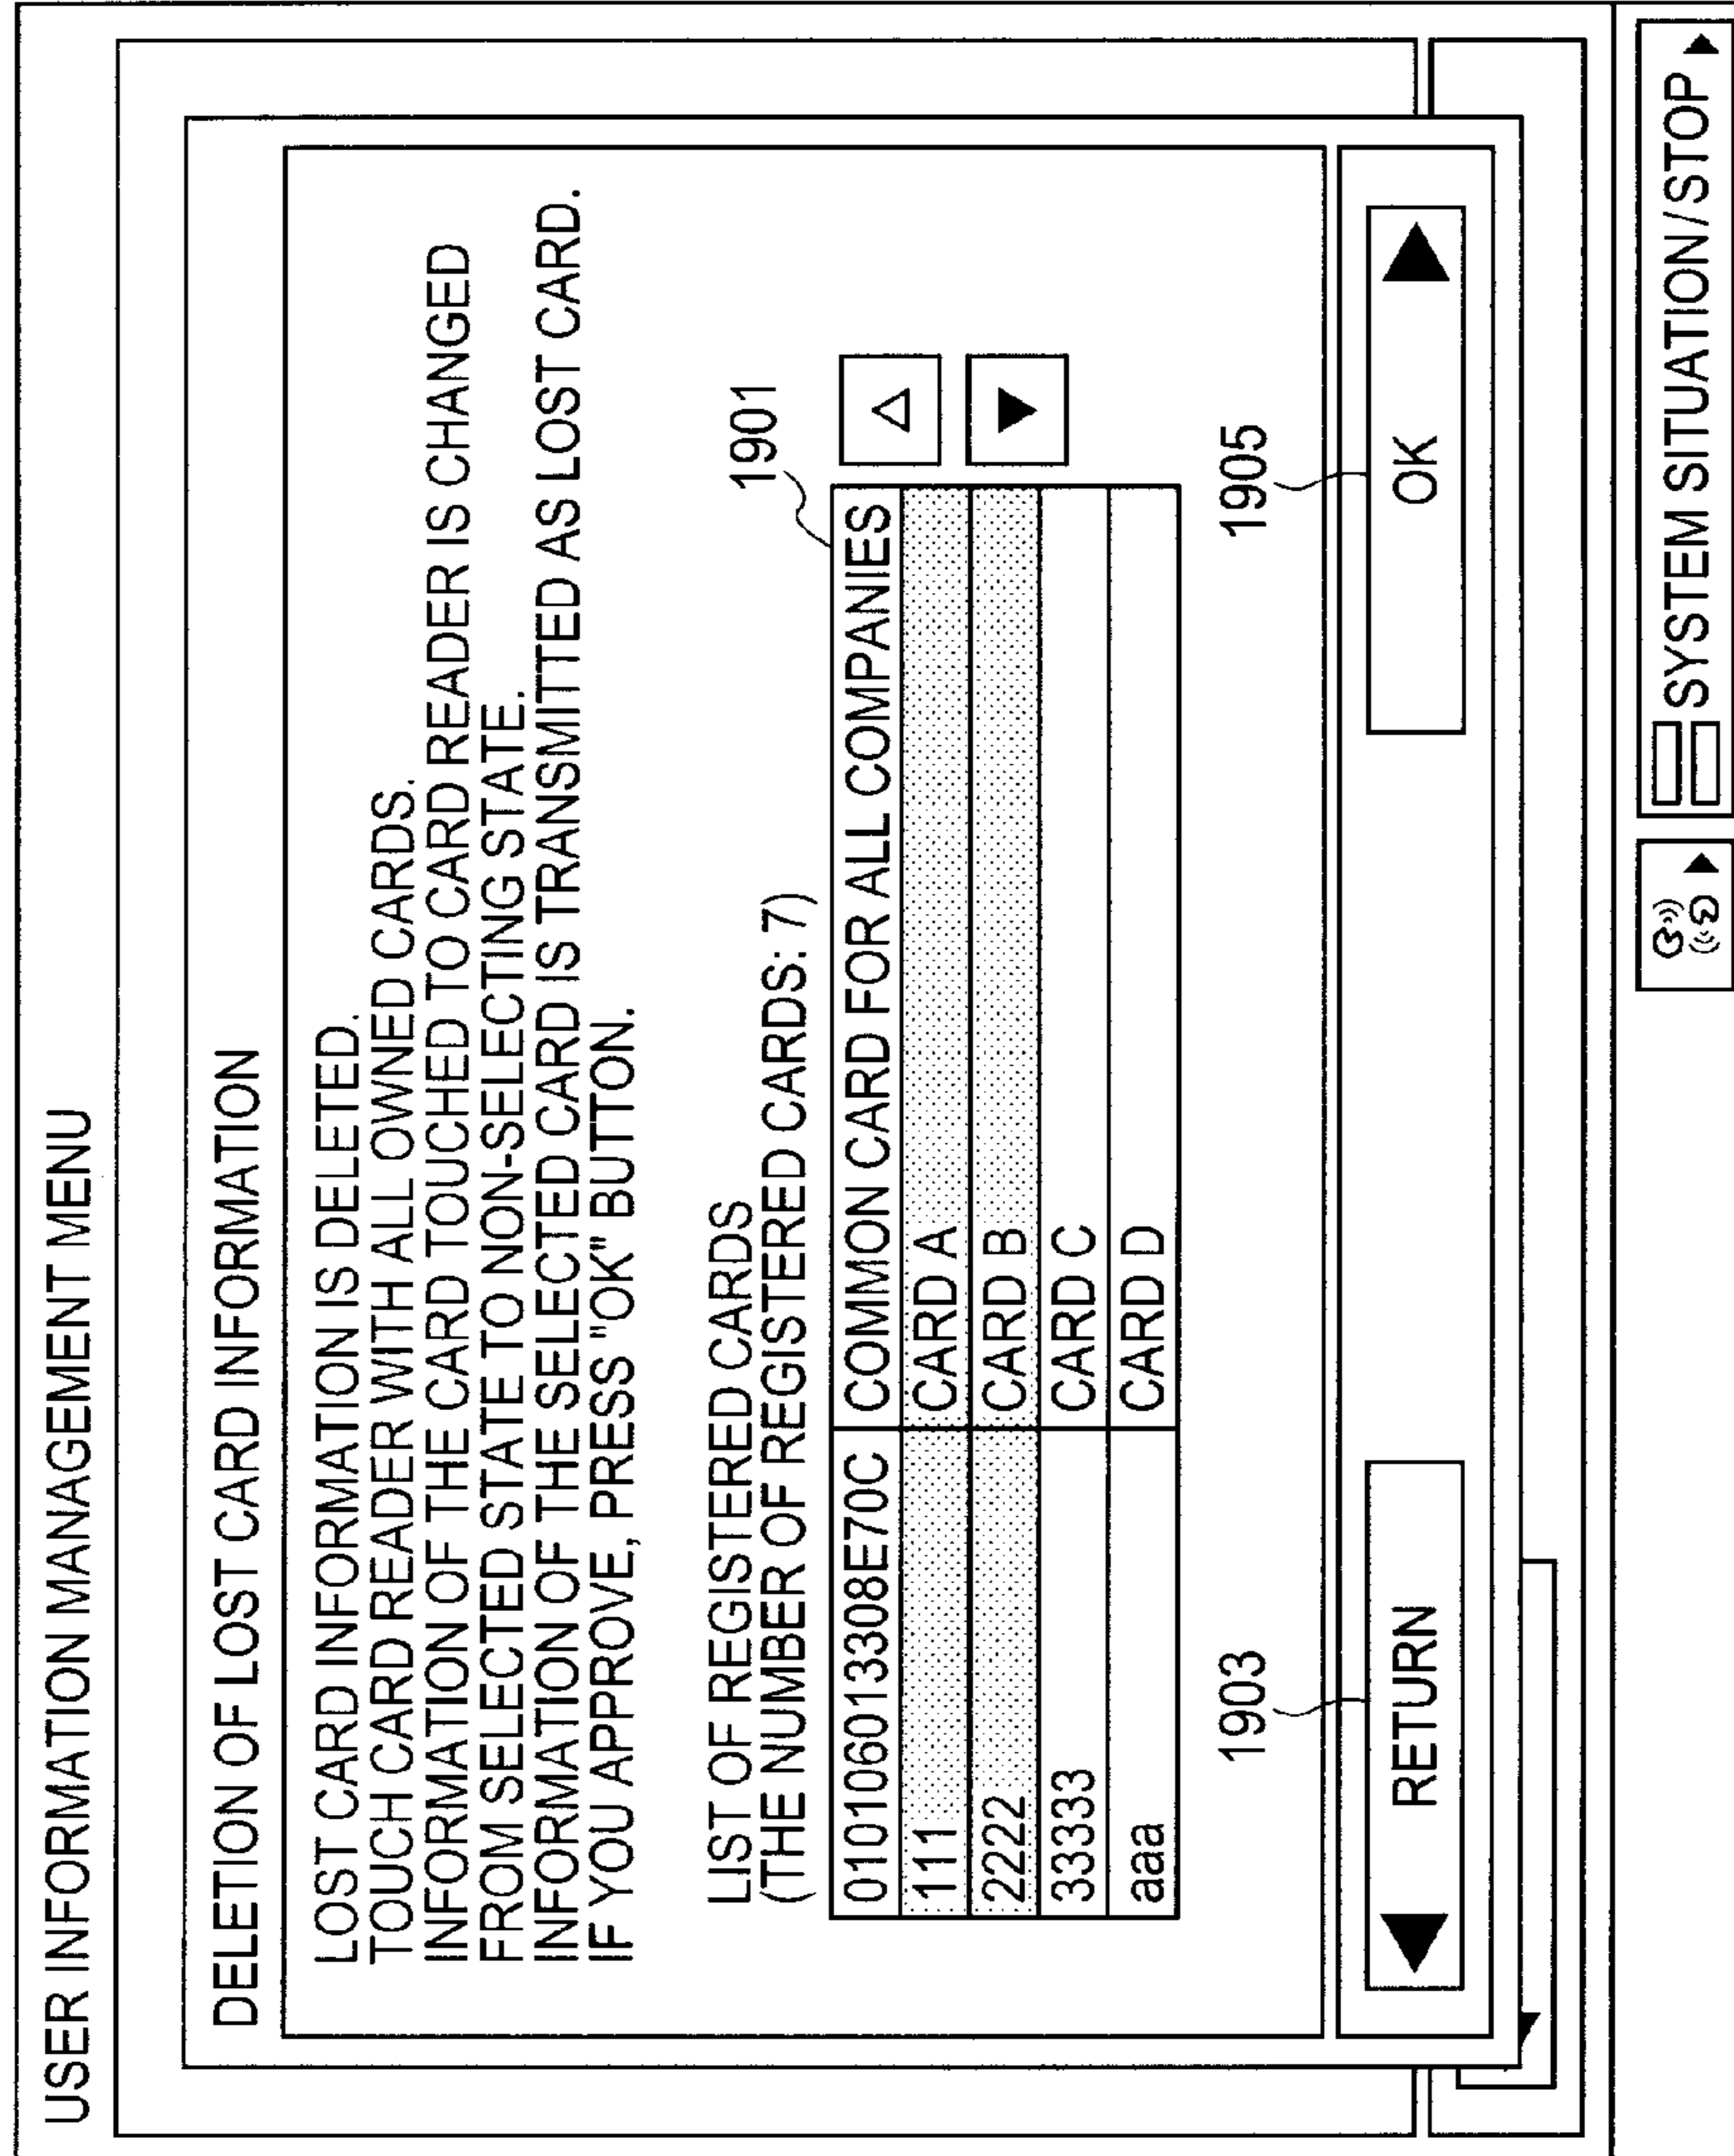 USER INFORMATION MANAGEMENT MENU
DELETION OF LOST CARD INFORMATION
LOST CARD INFORMATION IS DELETED.
TOUCH CARD READER WITH ALL OWNED CARDS.
INFORMATION OF THE CARD TOUCHED TO CARD READER IS CHANGED
FROM SELECTED STATE TO NON-SELECTING STATE.
INFORMATION OF THE SELECTED CARD IS TRANSMITTED AS LOST CARD.
IF YOU APPROVE, PRESS "OK" BUTTON.
LIST OF REGISTERED CARDS
(THE NUMBER OF REGISTERED CARDS: 7)
1901
0101060133308E70C COMMON CARD FOR ALL COMPANIES
1111 CARD A
22222 CARD B
333333 CARD C
aaa CARD D
1903 1905
RETURN OK
SYSTEM SITUATION/STOP